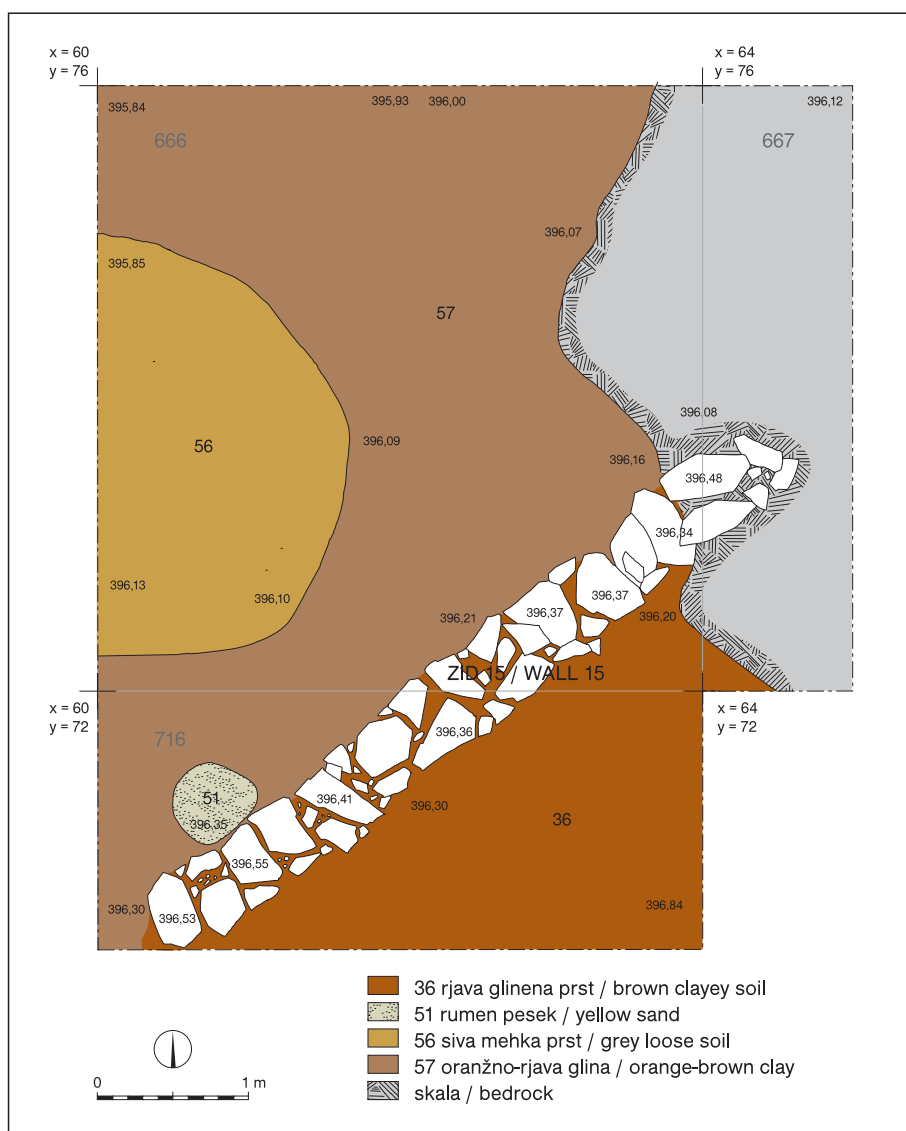 x = 60
y = 76
x = 64
y = 76
395,84
395,93
396,00
396,12
666
667
396,07
395,85
57
396,08
56
396,09
396,16
396,48
396,34
396,13
396,10
396,37
396,37
396,21
396,20
ZID 15 / WALL 15
x = 60
y = 72
x = 64
y = 72
716
396,36
51
396,41
396,30
36
396,35
396,55
396,30
396,53
396,84
36 rjava glinena prst / brown clayey soil
51 rumen pesek / yellow sand
56 siva mehka prst / grey loose soil
57 oranžno-rjava glina / orange-brown clay
skala / bedrock
0
1 m